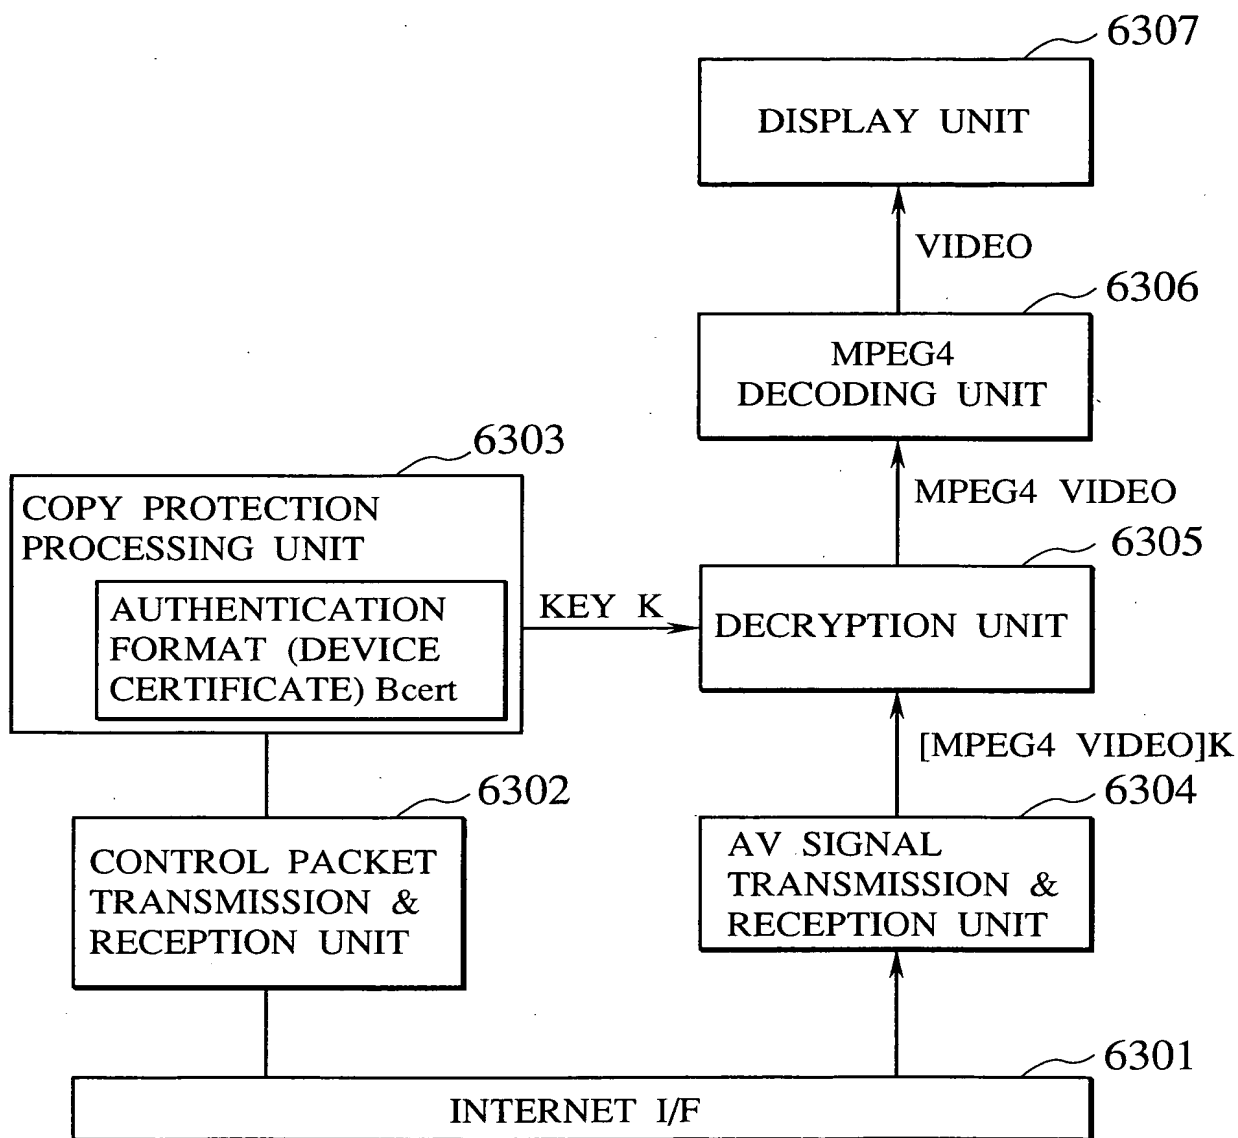 6307
DISPLAY UNIT
VIDEO
6306
MPEG4
DECODING UNIT
6303
MPEG4 VIDEO
COPY PROTECTION
PROCESSING UNIT
6305
AUTHENTICATION
FORMAT (DEVICE
CERTIFICATE) Bcert
KEY K
DECRYPTION UNIT
[MPEG4 VIDEO]K
6302
6304
CONTROL PACKET
TRANSMISSION &
RECEPTION UNIT
AV SIGNAL
TRANSMISSION &
RECEPTION UNIT
6301
INTERNET I/F